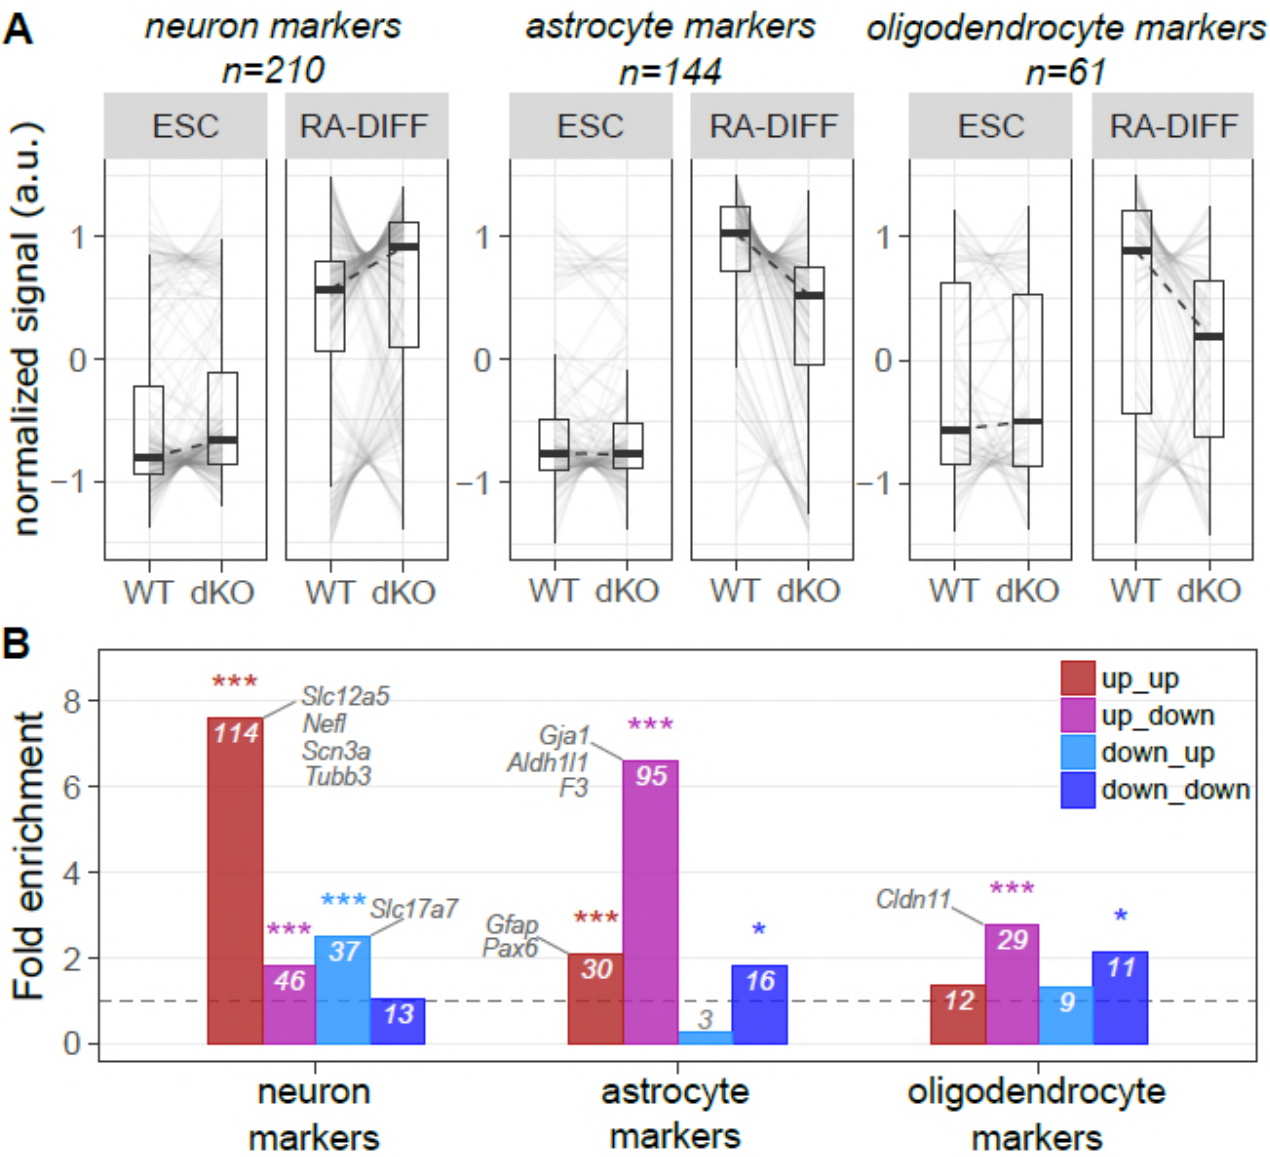 A
neuron markers
n=210
astrocyte markers
n=144
oligodendrocyte markers
n=61
ESC
RA-DIFF
ESC
RA-DIFF
ESC
RA-DIFF
normalized signal (a.u.)
1
0
−1
1
0
−1
1
0
−1
WT dKO
WT dKO
WT dKO
WT dKO
WT dKO
WT dKO
B
Fold enrichment
8
6
4
2
0
***
114
Slc12a5
Nefl
Scn3a
Tubb3
***
46
***
37
Slc17a7
13
Gfap
Pax6
***
30
Gja1
Aldh1l1
F3
***
95
3
*
16
12
Cldn11
***
29
9
*
11
up_up
up_down
down_up
down_down
neuron
markers
astrocyte
markers
oligodendrocyte
markers